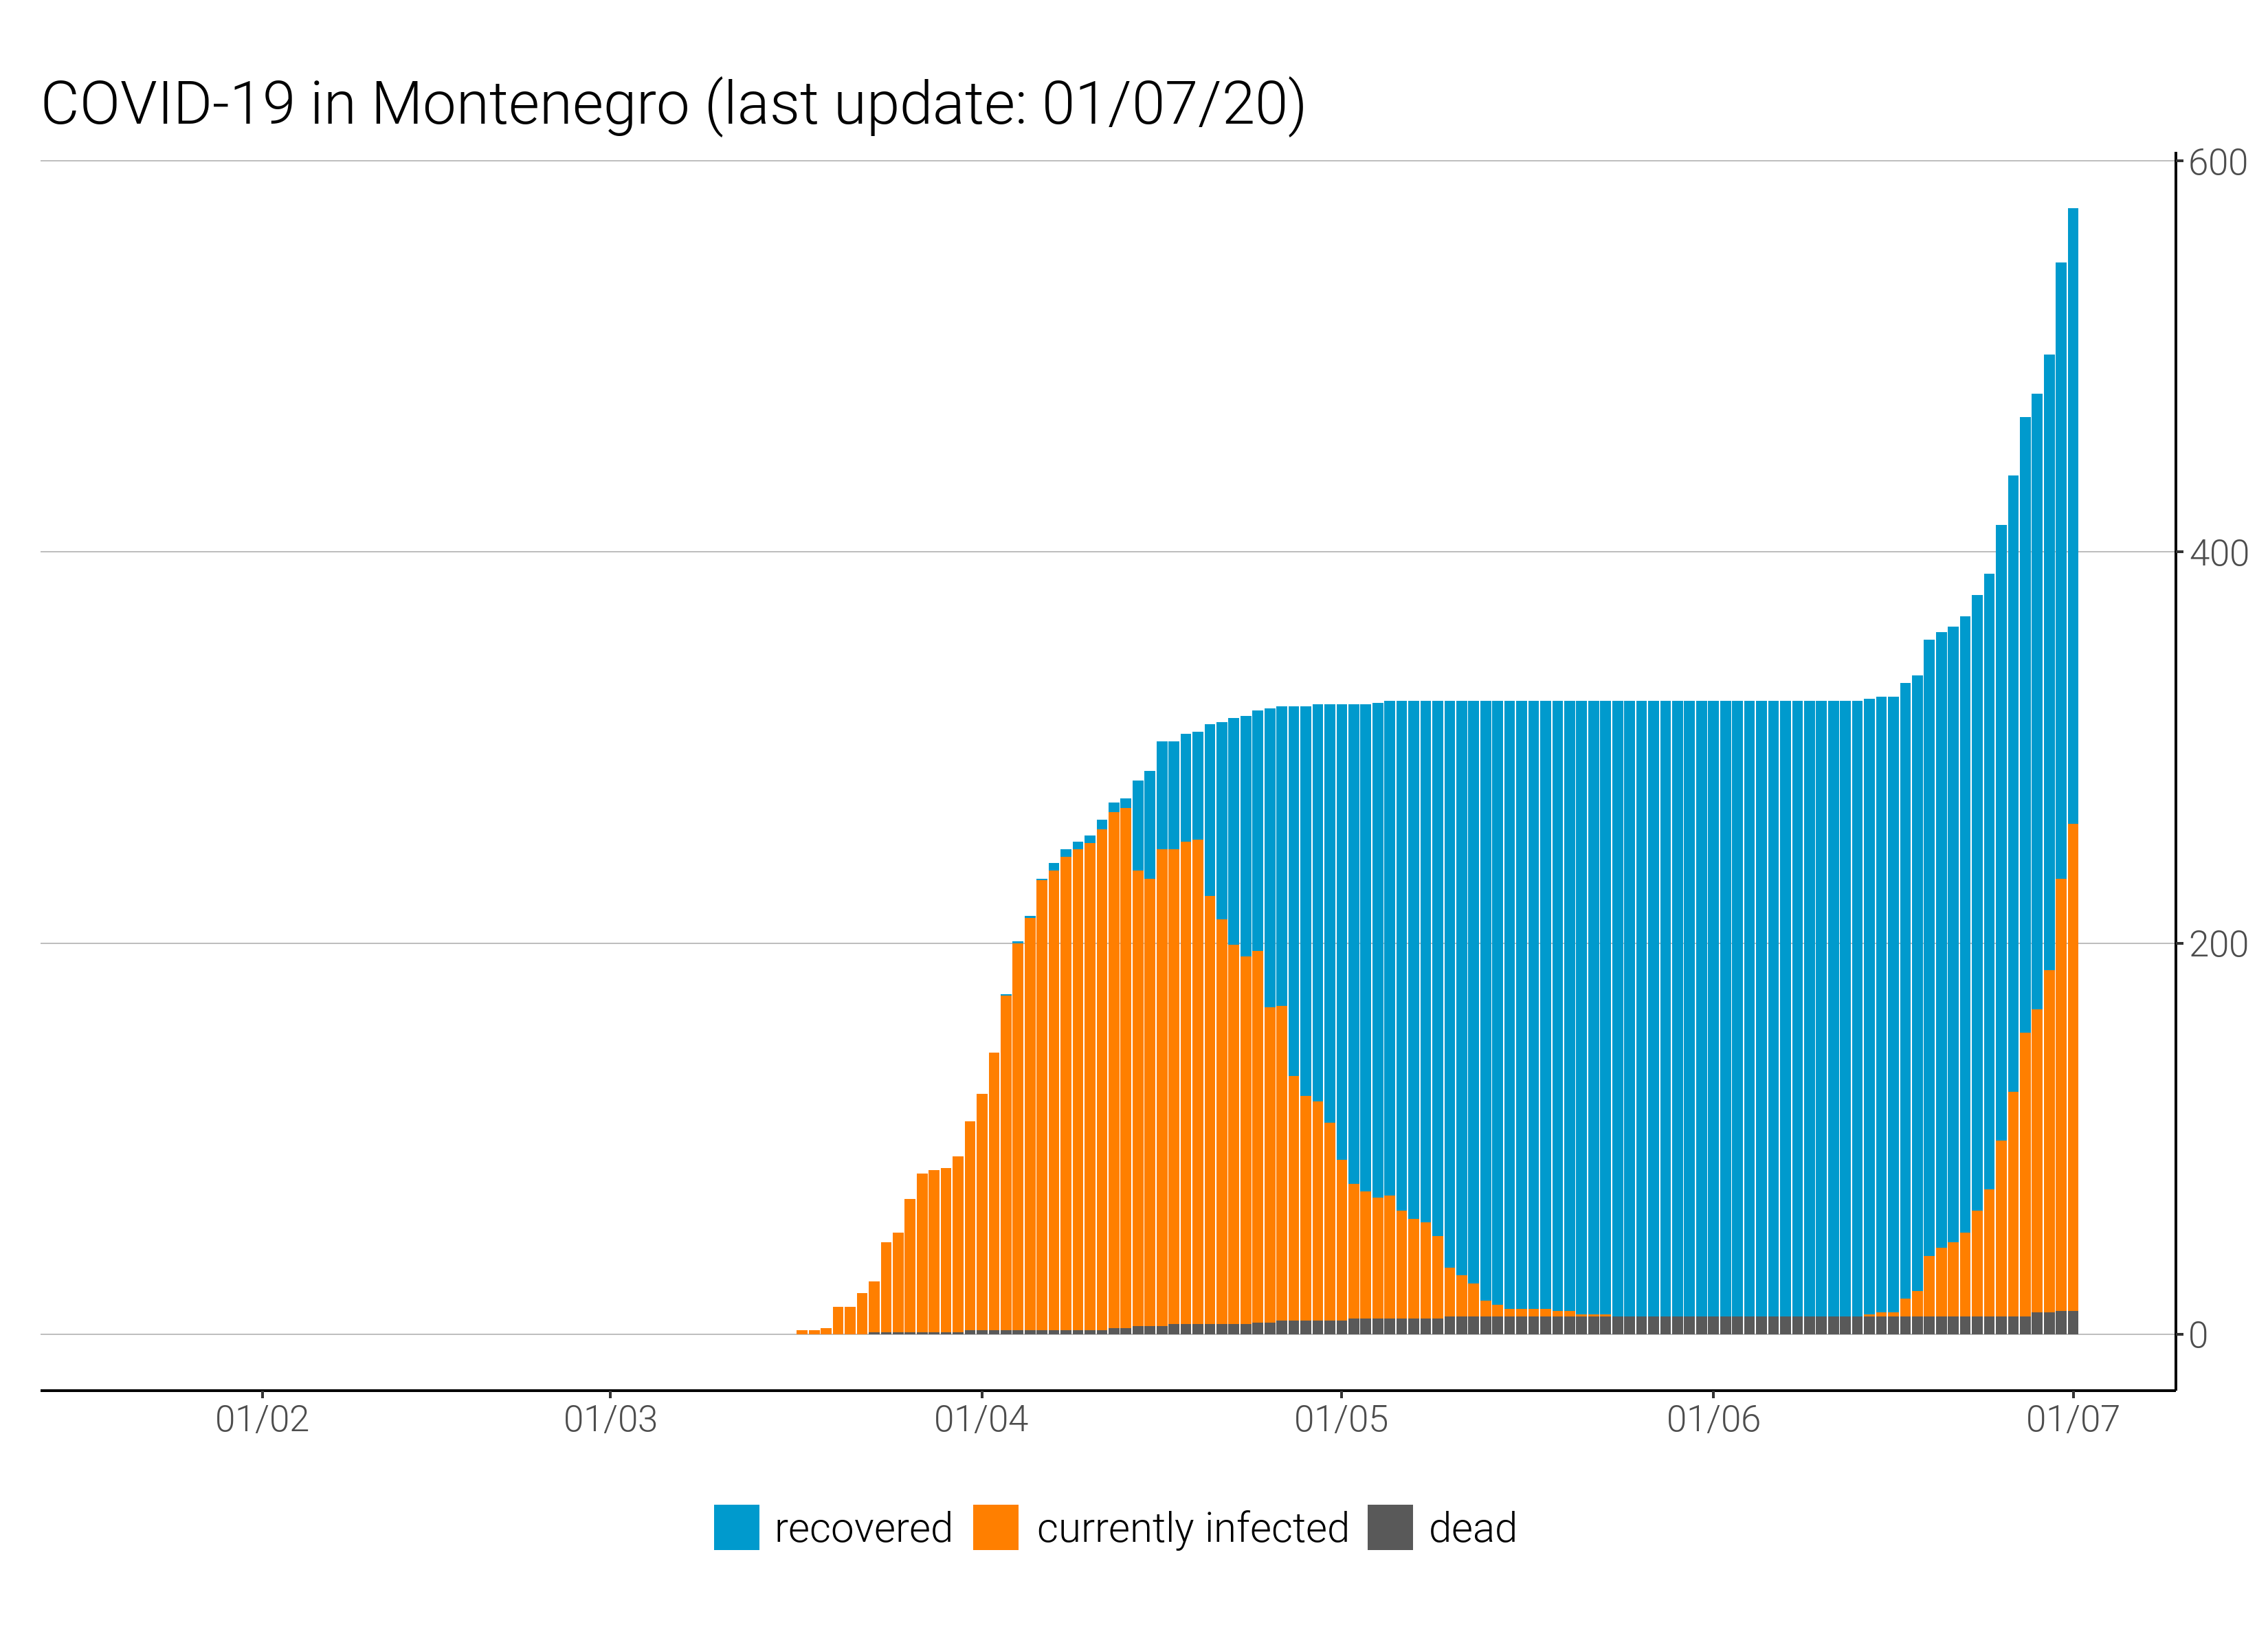 COVID-19 in Montenegro (last update: 01/07/20)
600
400
200
0
01/02 01/03 01/04 01/05 01/06 01/07
recovered currently infected dead